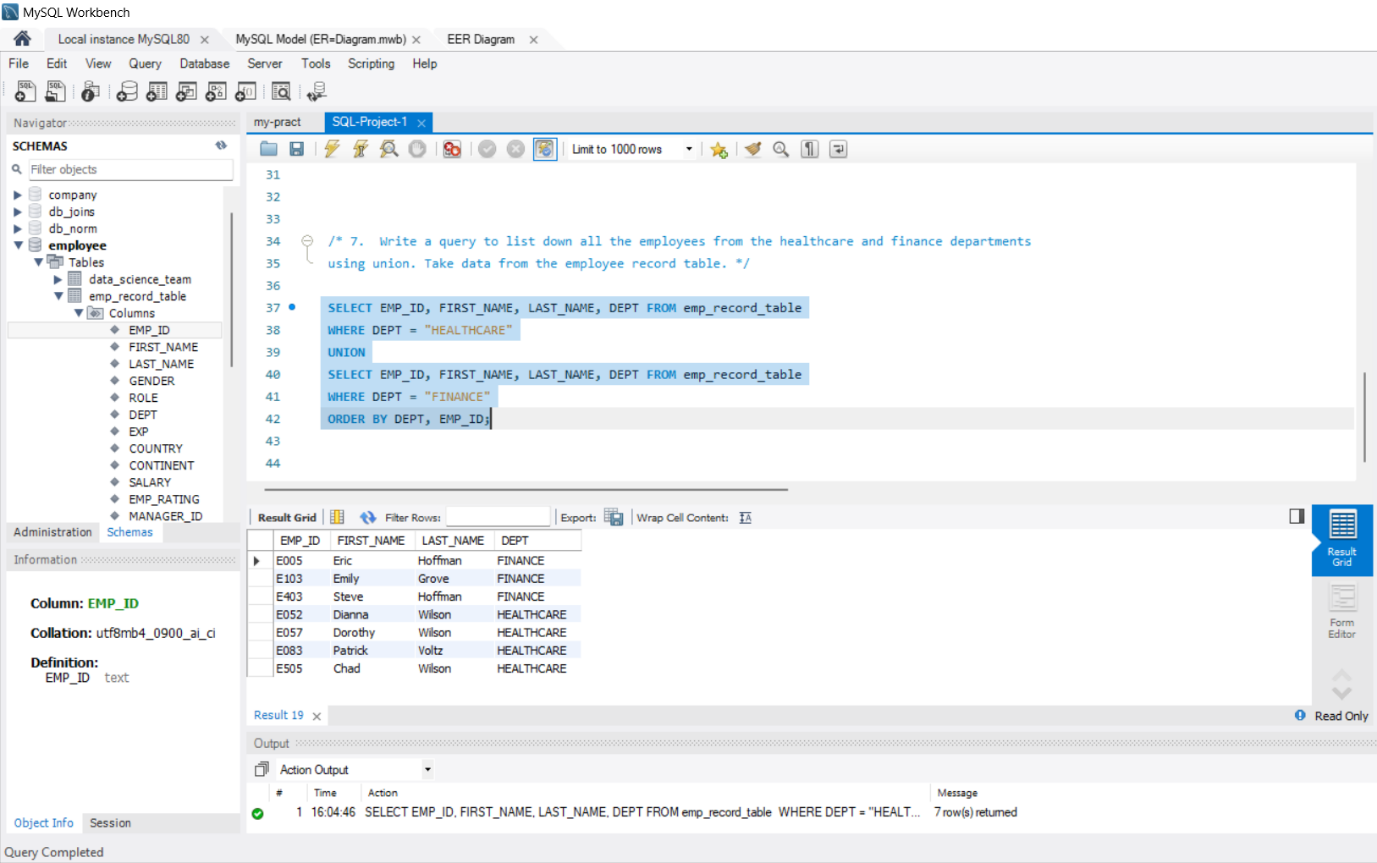 MySQL Workbench
Local instance MySQL80 × MySQL Model (ER=Diagram.mwb) × EER Diagram ×
File Edit View Query Database Server Tools Scripting Help
Navigator
my-pract SQL-Project-1 ×
SCHEMAS
Limit to 1000 rows
Filter objects
company
db_joins
db_norm
employee
Tables
data_science_team
emp_record_table
Columns
EMP_ID
FIRST_NAME
LAST_NAME
GENDER
ROLE
DEPT
EXP
COUNTRY
CONTINENT
SALARY
EMP_RATING
MANAGER_ID
Administration Schemas
Information
Column: EMP_ID
Collation: utf8mb4_0900_ai_ci
Definition:
EMP_ID text
Object Info Session
31
32
33
34 /* 7. Write a query to list down all the employees from the healthcare and finance departments
35 using union. Take data from the employee record table. */
36
37 SELECT EMP_ID, FIRST_NAME, LAST_NAME, DEPT FROM emp_record_table
38 WHERE DEPT = "HEALTHCARE"
39 UNION
40 SELECT EMP_ID, FIRST_NAME, LAST_NAME, DEPT FROM emp_record_table
41 WHERE DEPT = "FINANCE"
42 ORDER BY DEPT, EMP_ID;
43
44
Result Grid Filter Rows: Export: Wrap Cell Content:
EMP_ID FIRST_NAME LAST_NAME DEPT
E005 Eric Hoffman FINANCE
E103 Emily Grove FINANCE
E403 Steve Hoffman FINANCE
E052 Dianna Wilson HEALTHCARE
E057 Dorothy Wilson HEALTHCARE
E083 Patrick Voltz HEALTHCARE
E505 Chad Wilson HEALTHCARE
Result
Grid
Form
Editor
Result 19 × Read Only
Output
Action Output
# Time Action Message
1 16:04:46 SELECT EMP_ID, FIRST_NAME, LAST_NAME, DEPT FROM emp_record_table WHERE DEPT = "HEALT... 7 row(s) returned
Query Completed